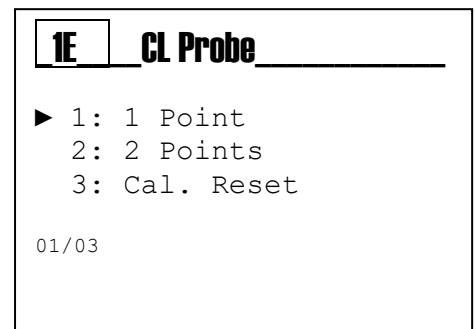 1E CL Probe
► 1: 1 Point
2: 2 Points
3: Cal. Reset
01/03